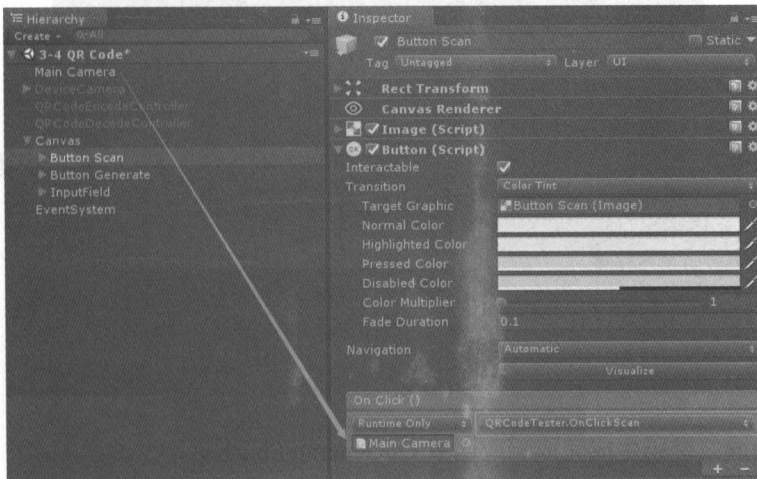 Hierarchy
Create
All
3-4 QR Code*
Main Camera
DeviceCamera
QRCodeEncodeController
QRCodeDecodeController
Canvas
Button Scan
Button Generate
InputField
EventSystem
Inspector
Button Scan
Static
Tag Untagged
Layer UI
Rect Transform
Canvas Renderer
Image (Script)
OK
Button (Script)
Interactable
Transition Color Tint
Target Graphic Button Scan (Image)
Normal Color
Highlighted Color
Pressed Color
Disabled Color
Color Multiplier 1
Fade Duration 0.1
Navigation Automatic
Visualize
On Click ()
Runtime Only QRCodeTester.OnClickScan
Main Camera
+ −